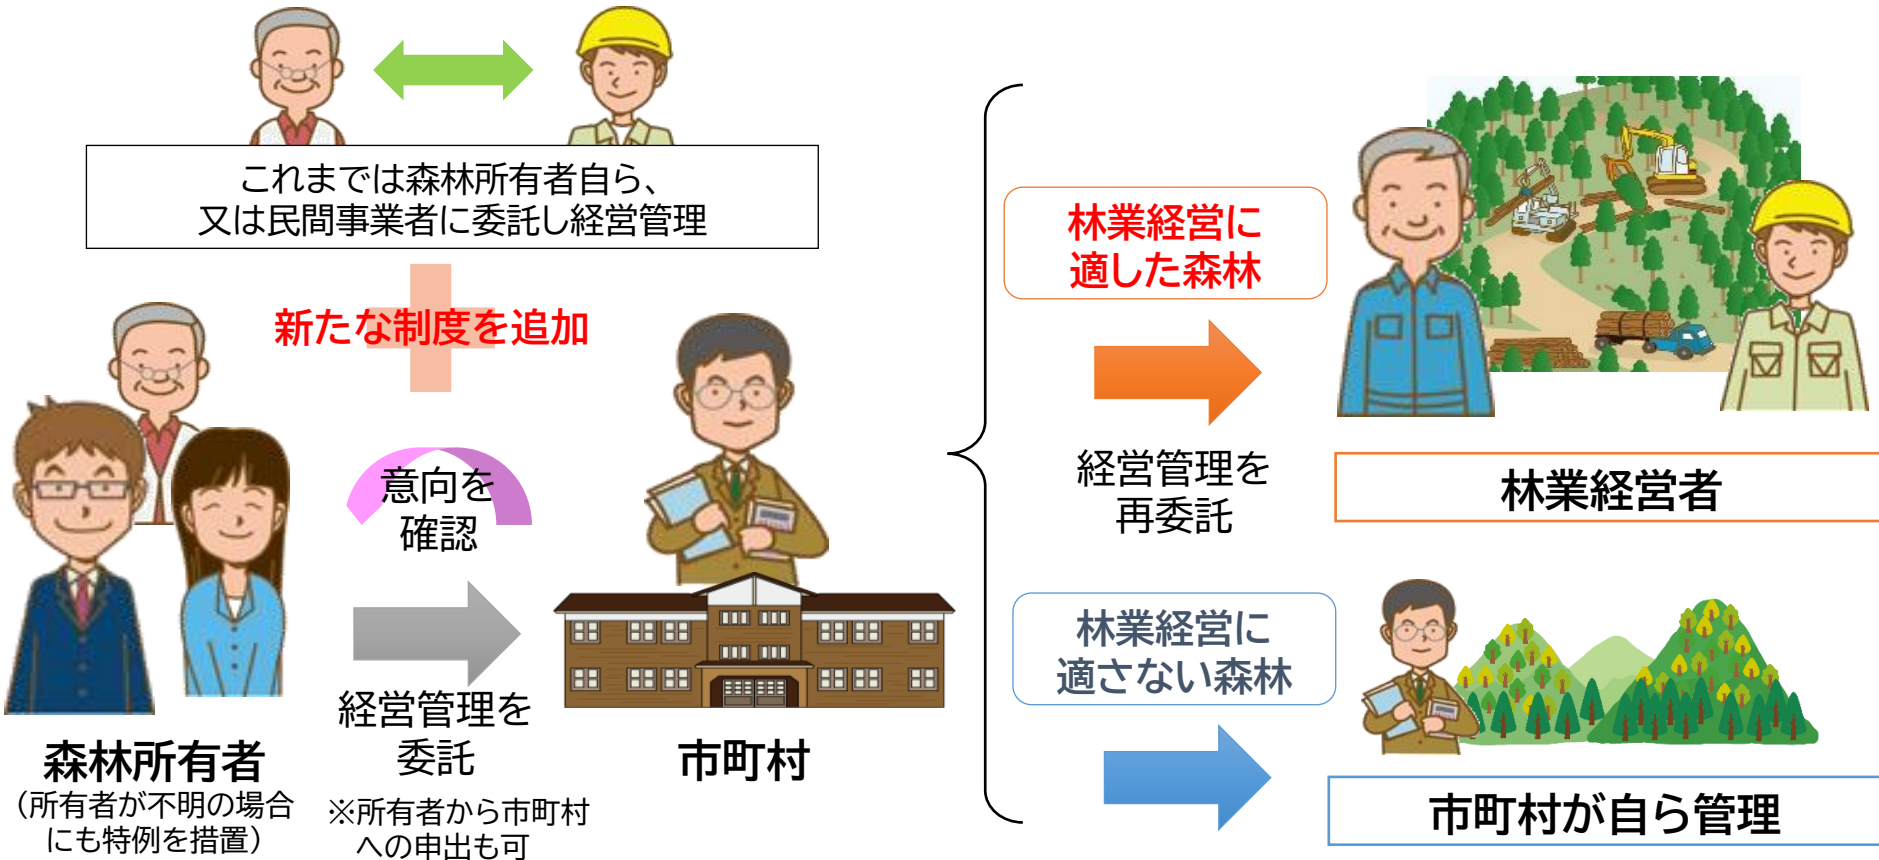 これまでは森林所有者自ら、
又は民間事業者に委託し経営管理
新たな制度を追加
意向を
確認
経営管理を
委託
※所有者から市町村
への申出も可
森林所有者
（所有者が不明の場合
にも特例を措置）
市町村
林業経営に
適した森林
経営管理を
再委託
林業経営者
林業経営に
適さない森林
市町村が自ら管理